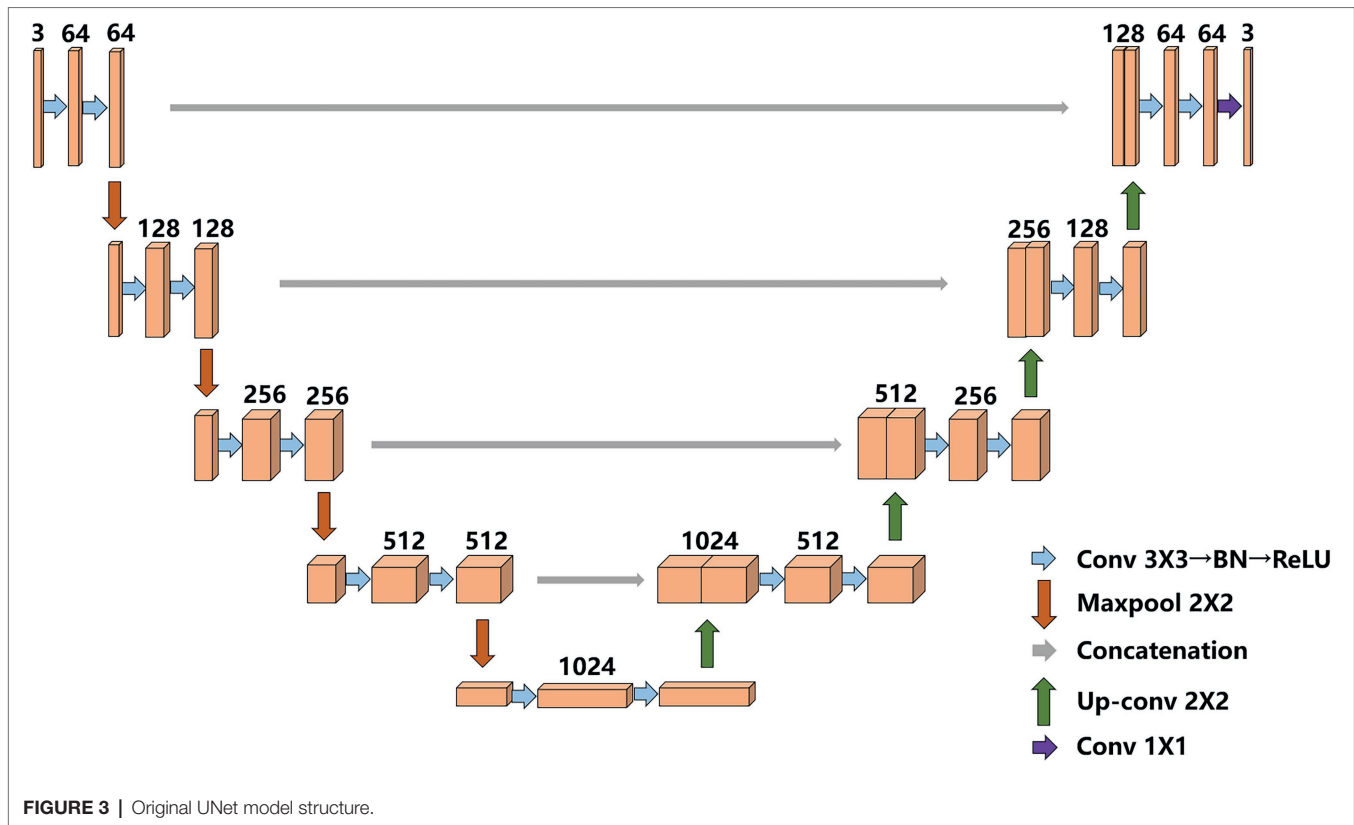 3 64 64
128 64 64 3
128 128
256 128
256 256
512 256
512 512
1024 512
1024
Conv 3X3→BN→ReLU
Maxpool 2X2
Concatenation
Up-conv 2X2
Conv 1X1
FIGURE 3 | Original UNet model structure.